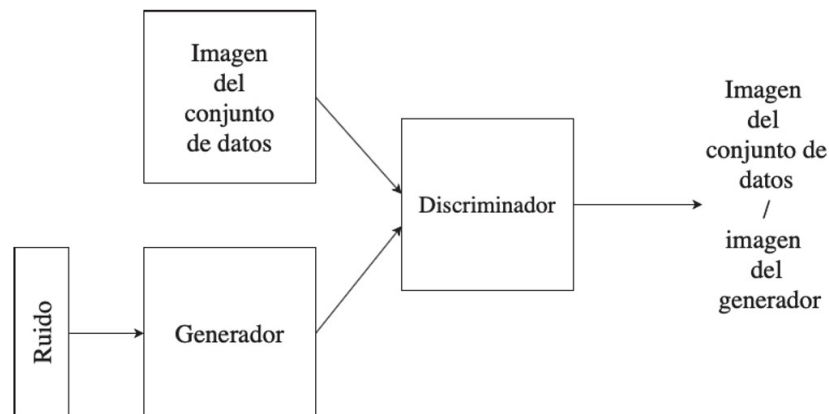 Imagen
del
conjunto
de datos
Discriminador
Imagen
del
conjunto de
datos
/
imagen
del
generador
Ruido
Generador